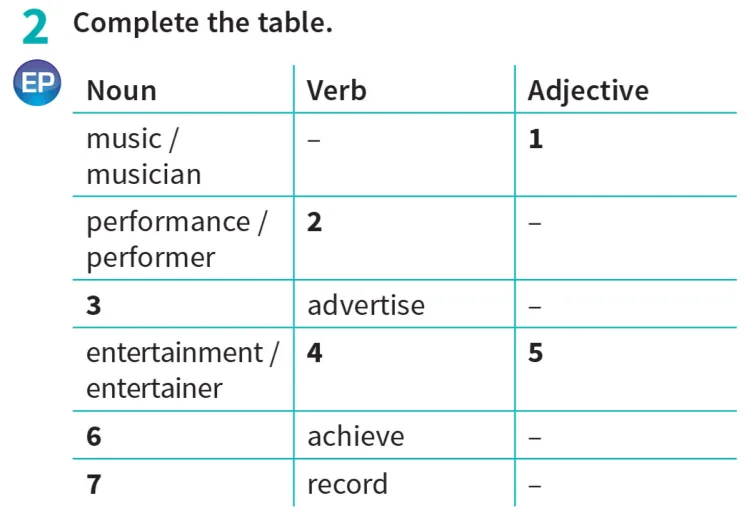 2 Complete the table.
EP
Noun Verb Adjective
music / – 1
musician
performance / 2 –
performer
3 advertise –
entertainment / 4 5
entertainer
6 achieve –
7 record –